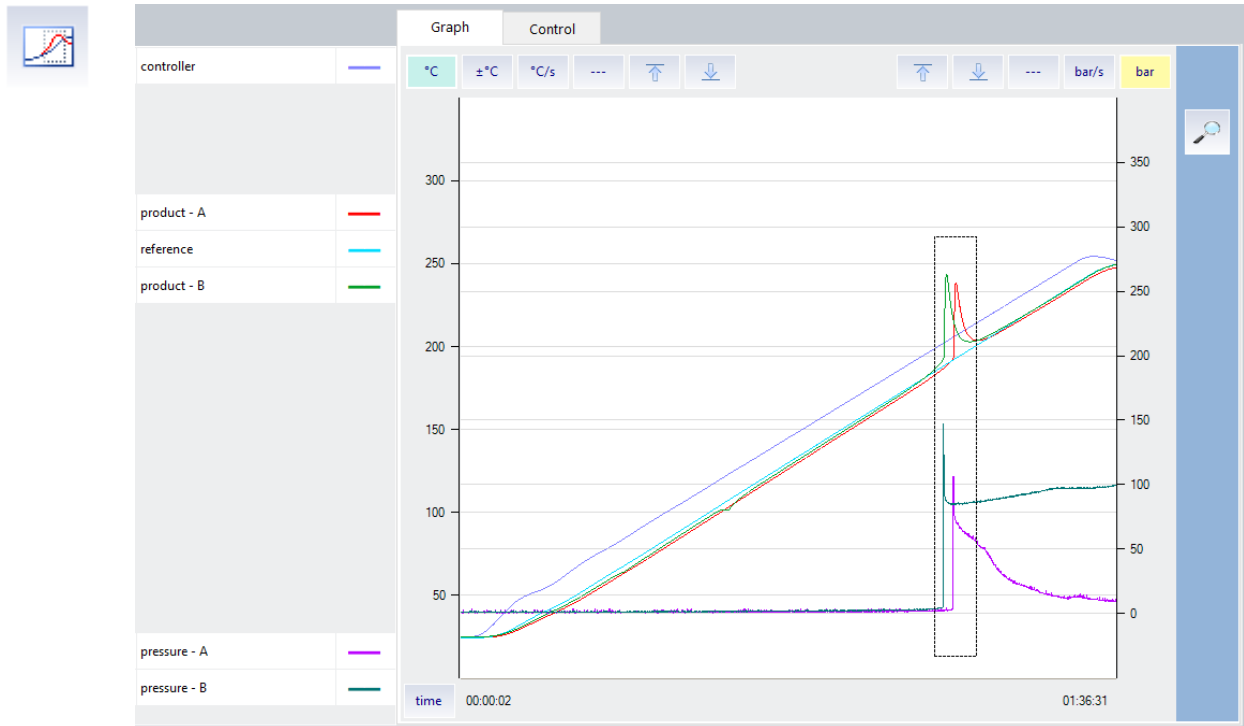 Graph Control
controller
°C ±°C °C/s --- --- bar/s bar
product - A
reference
product - B
300
250
200
150
100
50
350
300
250
200
150
100
50
0
pressure - A
pressure - B
time 00:00:02 01:36:31